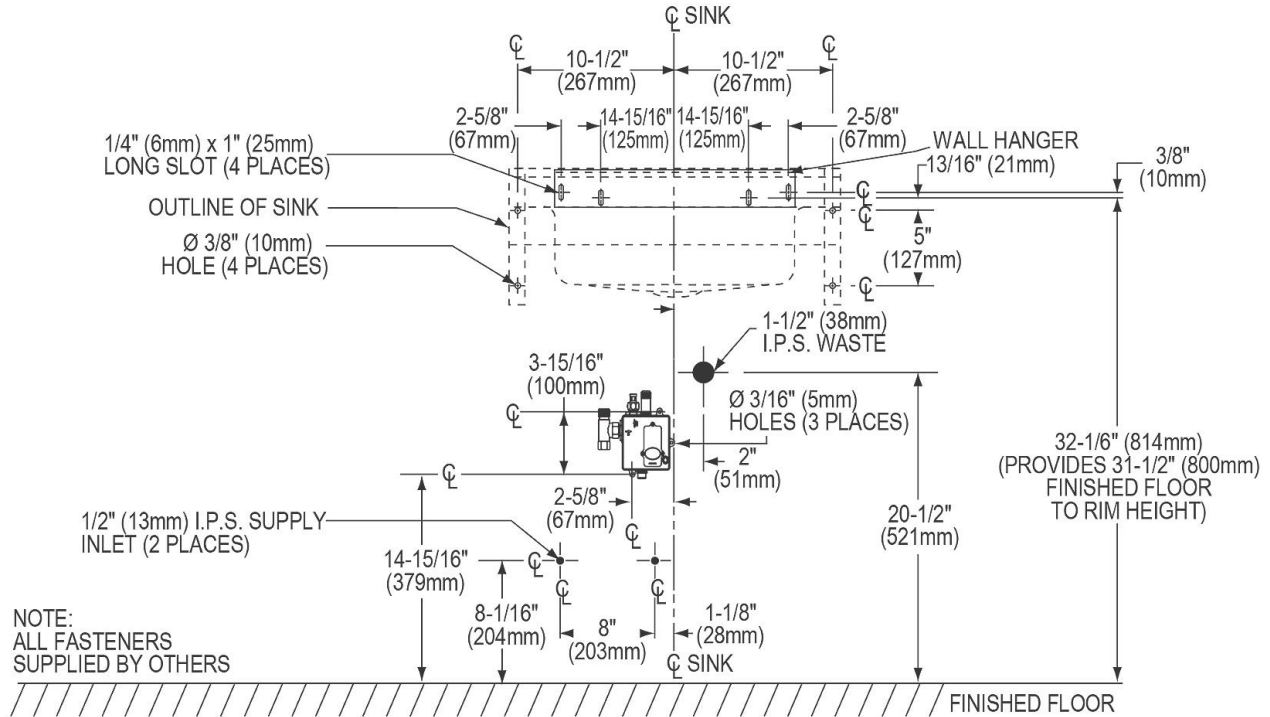 ℄ SINK
℄
℄
10-1/2"
(267mm)
10-1/2"
(267mm)
2-5/8"
(67mm)
14-15/16"
(125mm)
14-15/16"
(125mm)
2-5/8"
(67mm)
1/4" (6mm) x 1" (25mm)
LONG SLOT (4 PLACES)
WALL HANGER
13/16" (21mm)
3/8"
(10mm)
℄
℄
OUTLINE OF SINK
Ø 3/8" (10mm)
HOLE (4 PLACES)
5"
(127mm)
℄
1-1/2" (38mm)
I.P.S. WASTE
3-15/16"
(100mm)
Ø 3/16" (5mm)
HOLES (3 PLACES)
℄
32-1/6" (814mm)
(PROVIDES 31-1/2" (800mm)
FINISHED FLOOR
TO RIM HEIGHT)
2"
(51mm)
℄
2-5/8"
(67mm)
20-1/2"
(521mm)
1/2" (13mm) I.P.S. SUPPLY
INLET (2 PLACES)
℄
14-15/16"
(379mm)
℄
℄
℄
8-1/16"
(204mm)
8"
(203mm)
1-1/8"
(28mm)
NOTE:
ALL FASTENERS
SUPPLIED BY OTHERS
℄ SINK
FINISHED FLOOR